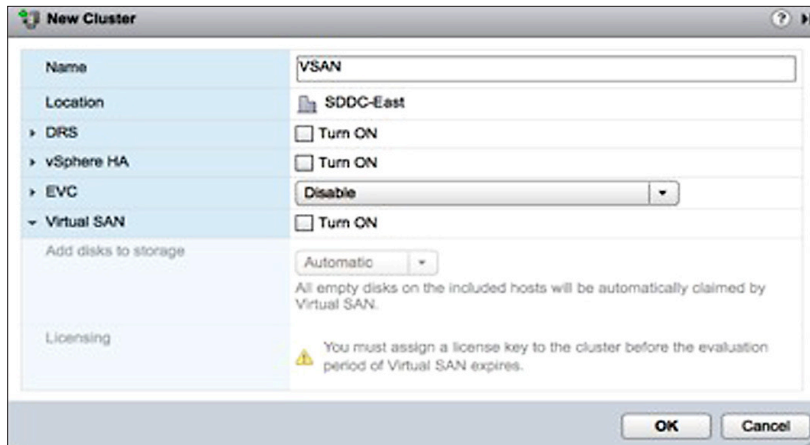 New Cluster
?
Name
VSAN
Location
SDDC-East
DRS
Turn ON
vSphere HA
Turn ON
EVC
Disable
Virtual SAN
Turn ON
Add disks to storage
Automatic
All empty disks on the included hosts will be automatically claimed by
Virtual SAN.
Licensing
You must assign a license key to the cluster before the evaluation
period of Virtual SAN expires.
OK
Cancel